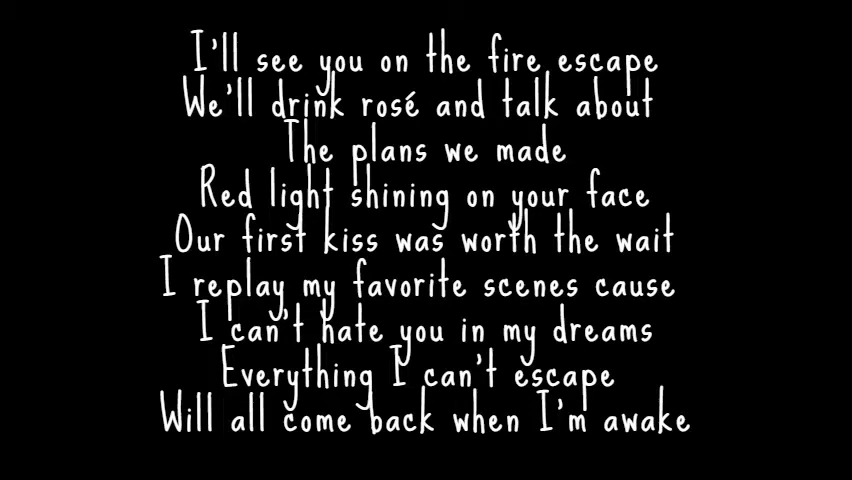 I'll see you on the fire escape
We'll drink rosé and talk about
The plans we made
Red light shining on your face
Our first kiss was worth the wait
I replay my favorite scenes cause
I can't hate you in my dreams
Everything I can't escape
Will all come back when I'm awake